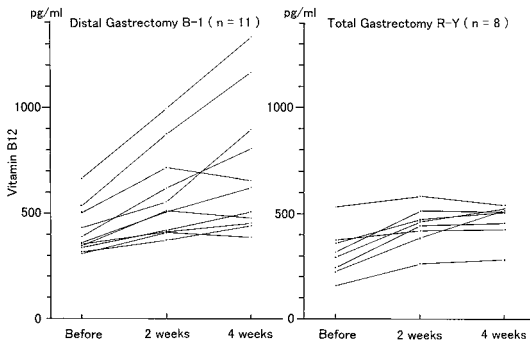 pg/ml
Distal Gastrectomy B-1 ( n = 11 )
1000
500
0
Vitamin B12
Before 2 weeks 4 weeks
pg/ml
Total Gastrectomy R-Y ( n = 8 )
1000
500
0
Before 2 weeks 4 weeks